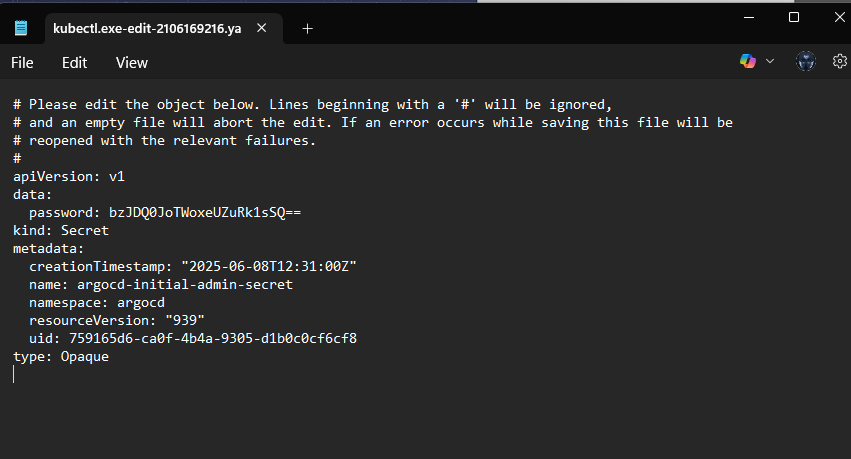 kubectl.exe-edit-2106169216.ya
File Edit View
# Please edit the object below. Lines beginning with a '#' will be ignored,
# and an empty file will abort the edit. If an error occurs while saving this file will be
# reopened with the relevant failures.
#
apiVersion: v1
data:
  password: bzJDQ0JoTWoxeUZuRk1sSQ==
kind: Secret
metadata:
  creationTimestamp: "2025-06-08T12:31:00Z"
  name: argocd-initial-admin-secret
  namespace: argocd
  resourceVersion: "939"
  uid: 759165d6-ca0f-4b4a-9305-d1b0c0cf6cf8
type: Opaque